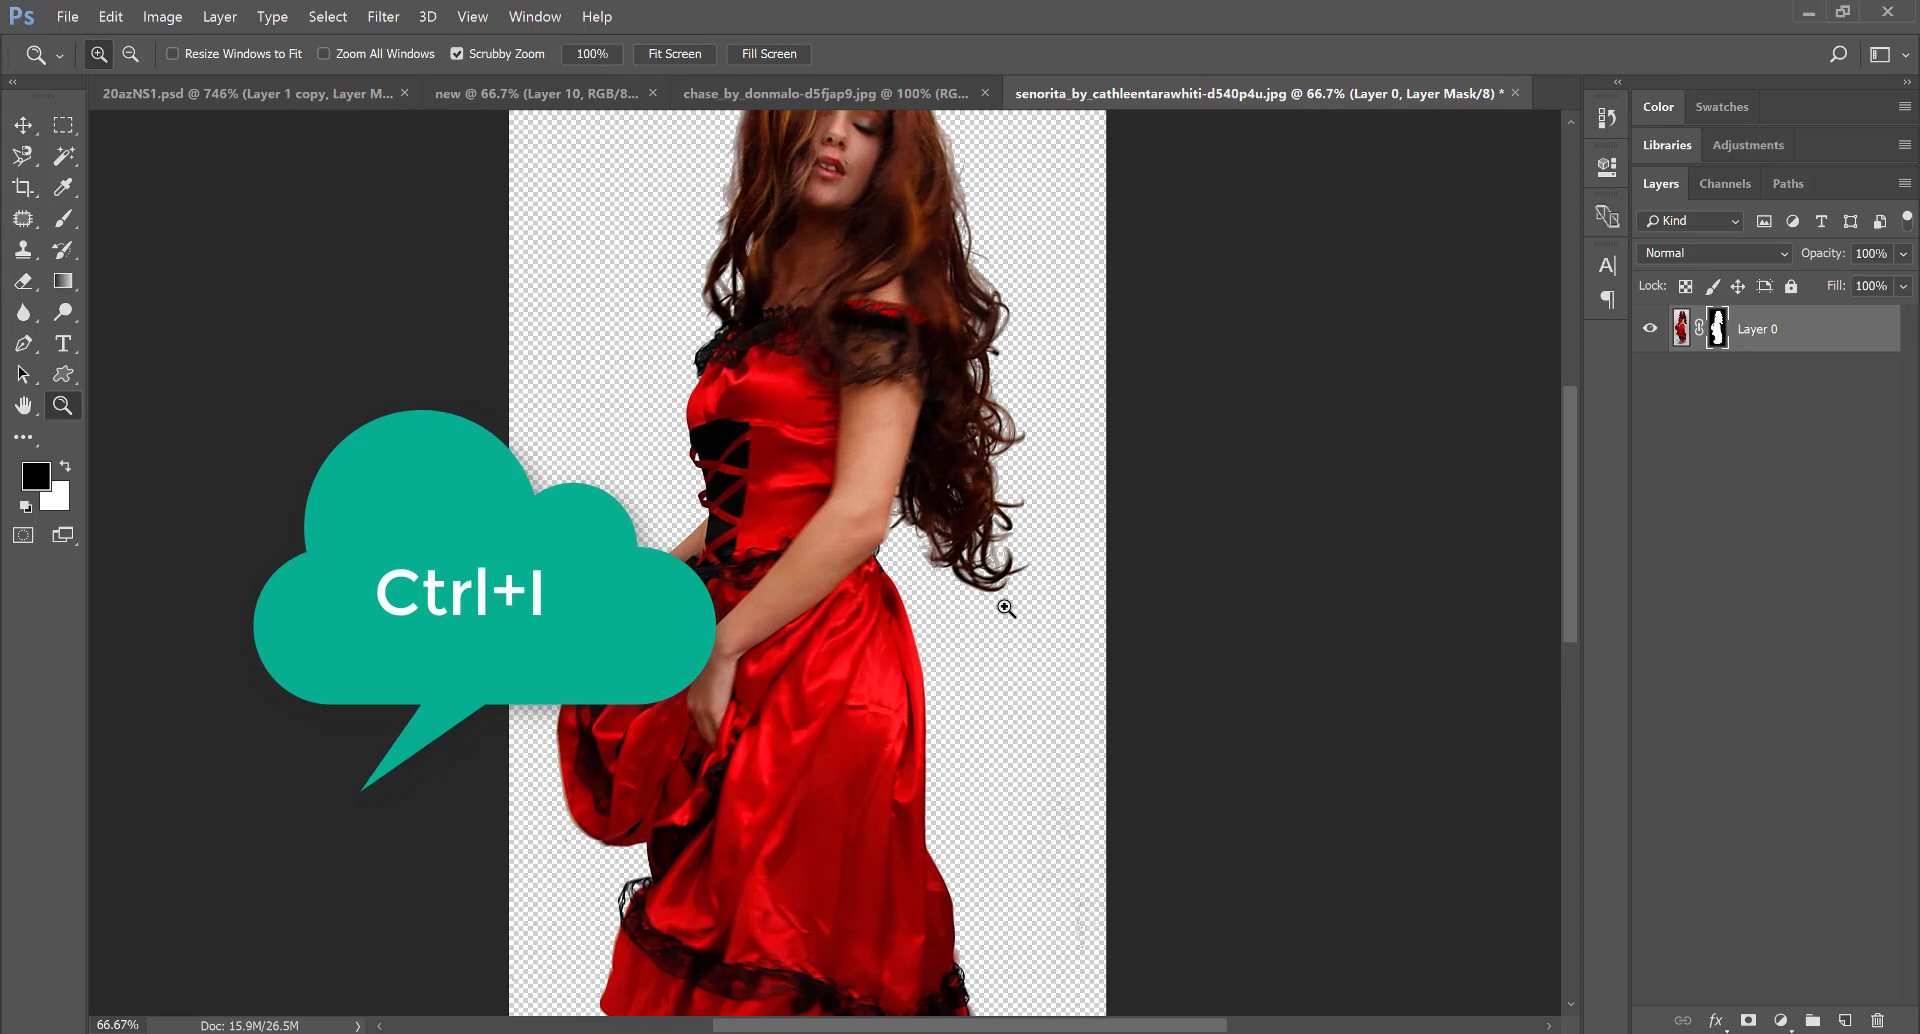 Ps File Edit Image Layer Type Select Filter 3D View Window Help
Resize Windows to Fit Zoom All Windows Scrubby Zoom 100% Fit Screen Fill Screen
20azNS1.psd @ 746% (Layer 1 copy, Layer M... new @ 66.7% (Layer 10, RGB/8... chase_by_donmalo-d5fjap9.jpg @ 100% (RG... senorita_by_cathleentarawhiti-d540p4u.jpg @ 66.7% (Layer 0, Layer Mask/8) *
Color Swatches
Libraries Adjustments
Layers Channels Paths
Kind
Normal Opacity: 100%
Lock: Fill: 100%
Layer 0
Ctrl+I
66.67% Doc: 15.9M/26.5M